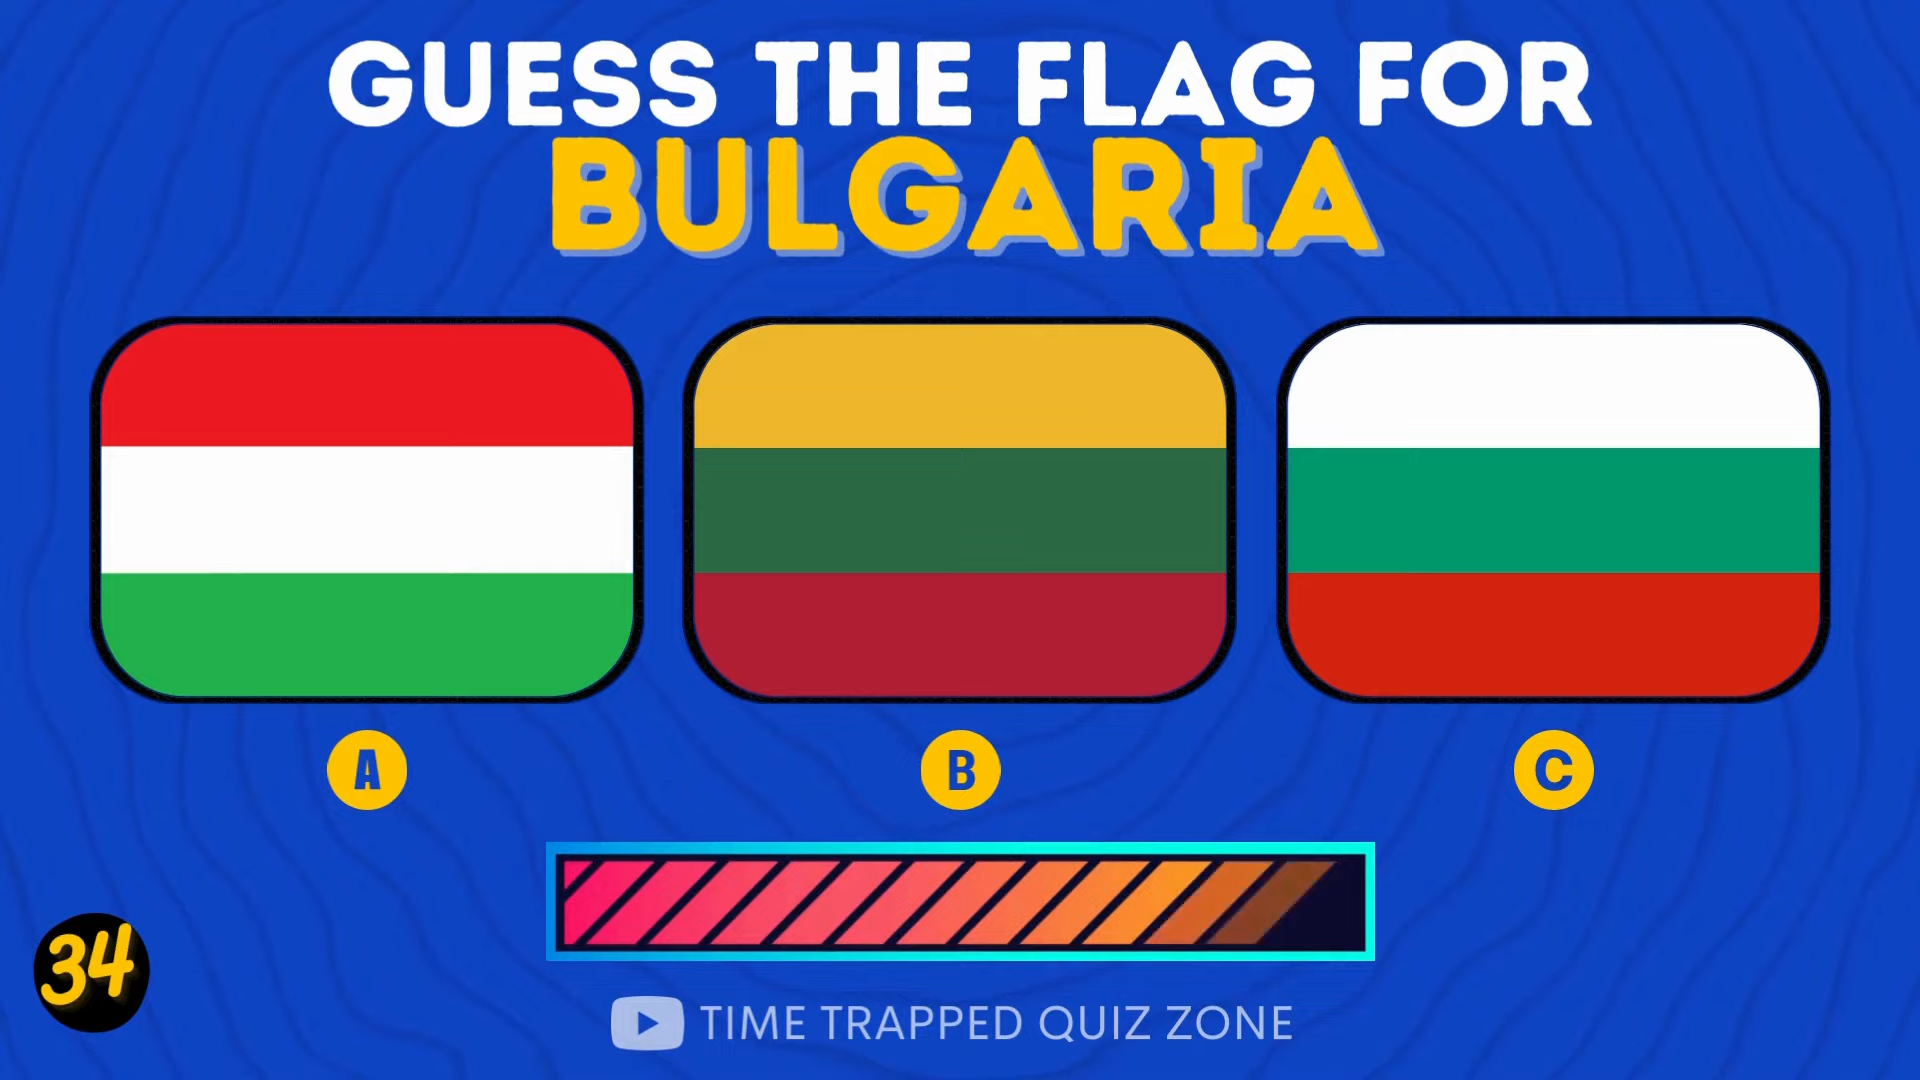 GUESS THE FLAG FOR
BULGARIA
A
B
C
34
TIME TRAPPED QUIZ ZONE